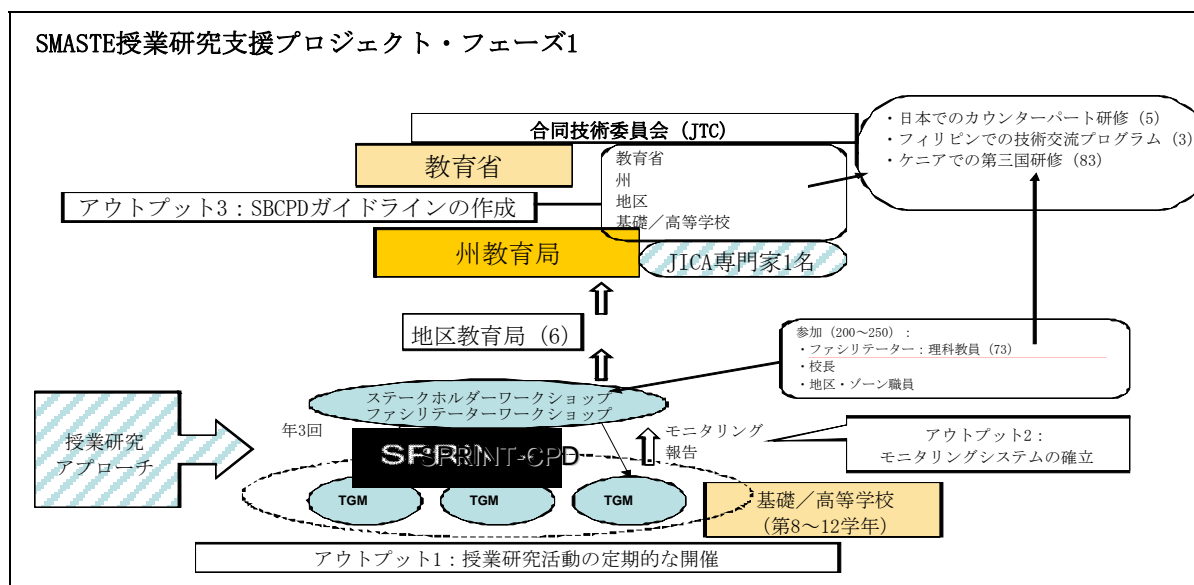 SMASTE授業研究支援プロジェクト・フェーズ1
合同技術委員会(JTC)
・日本でのカウンターパート研修(5)
・フィリピンでの技術交流プログラム(3)
・ケニアでの第三国研修(83)
教育省
教育省
州
地区
基礎／高等学校
アウトプット3：SBCPDガイドラインの作成
州教育局
JICA専門家1名
地区教育局(6)
参加(200～250)：
・ファシリテーター：理科教員(73)
・校長
・地区・ゾーン職員
ステークホルダーワークショップ
ファシリテーターワークショップ
年3回
モニタリング
報告
アウトプット2：
モニタリングシステムの確立
授業研究
アプローチ
SPRINT-CPD
TGM
TGM
TGM
基礎／高等学校
(第8～12学年)
アウトプット1：授業研究活動の定期的な開催